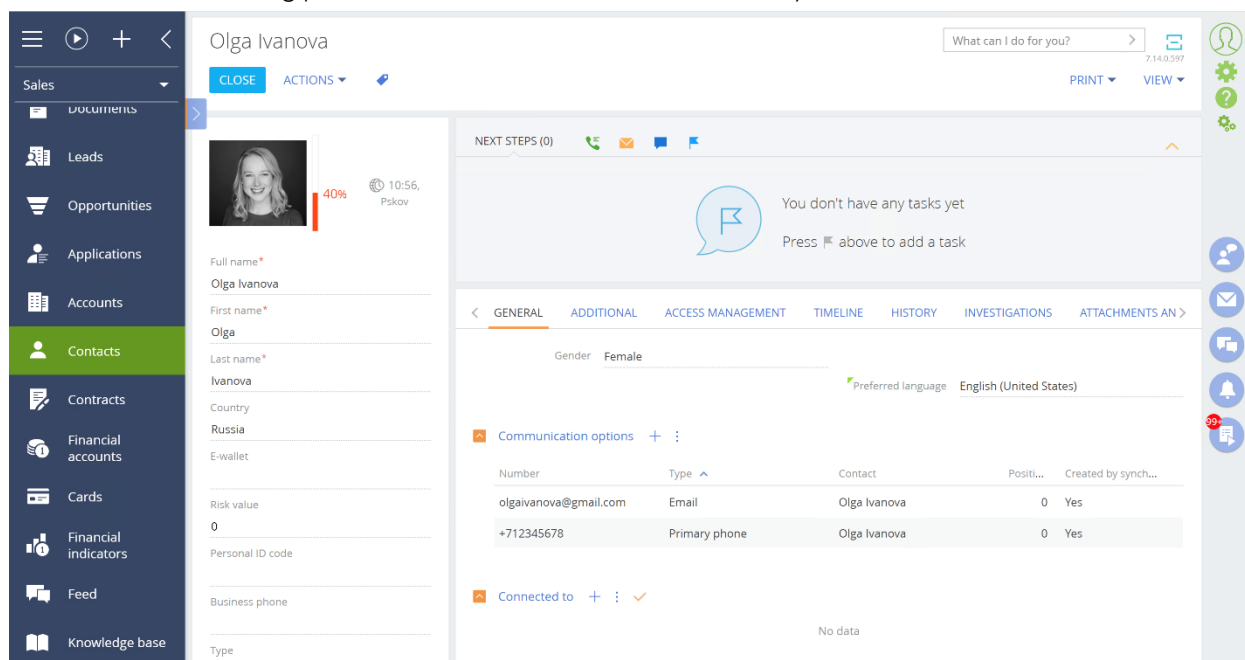 Olga Ivanova
What can I do for you?
7.14.0.597
CLOSE ACTIONS PRINT VIEW
Sales
Documents
Leads
Opportunities
Applications
Accounts
Contacts
Contracts
Financial
accounts
Cards
Financial
indicators
Feed
Knowledge base
40%
10:56,
Pskov
Full name*
Olga Ivanova
First name*
Olga
Last name*
Ivanova
Country
Russia
E-wallet
Risk value
0
Personal ID code
Business phone
Type
NEXT STEPS (0)
You don't have any tasks yet
Press above to add a task
GENERAL ADDITIONAL ACCESS MANAGEMENT TIMELINE HISTORY INVESTIGATIONS ATTACHMENTS AN
Gender Female
Preferred language English (United States)
Communication options
Number Type Contact Positi... Created by synch...
olgaivanova@gmail.com Email Olga Ivanova 0 Yes
+712345678 Primary phone Olga Ivanova 0 Yes
Connected to
No data
99+